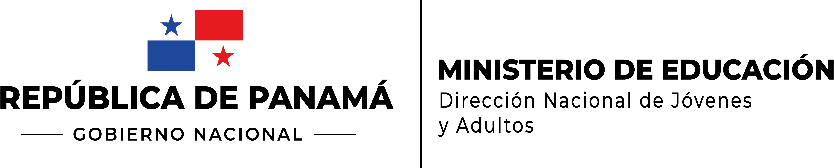 REPÚBLICA DE PANAMÁ
GOBIERNO NACIONAL
MINISTERIO DE EDUCACIÓN
Dirección Nacional de Jóvenes
y Adultos